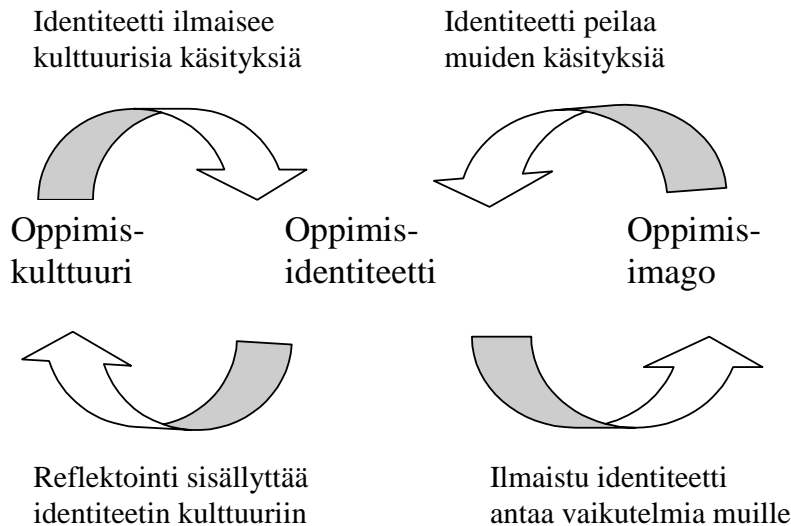 Identiteetti ilmaisee
kulttuurisia käsityksiä
Identiteetti peilaa
muiden käsityksiä
Oppimis-
kulttuuri
Oppimis-
identiteetti
Oppimis-
imago
Reflektointi sisällyttää
identiteetin kulttuuriin
Ilmaistu identiteetti
antaa vaikutelmia muille